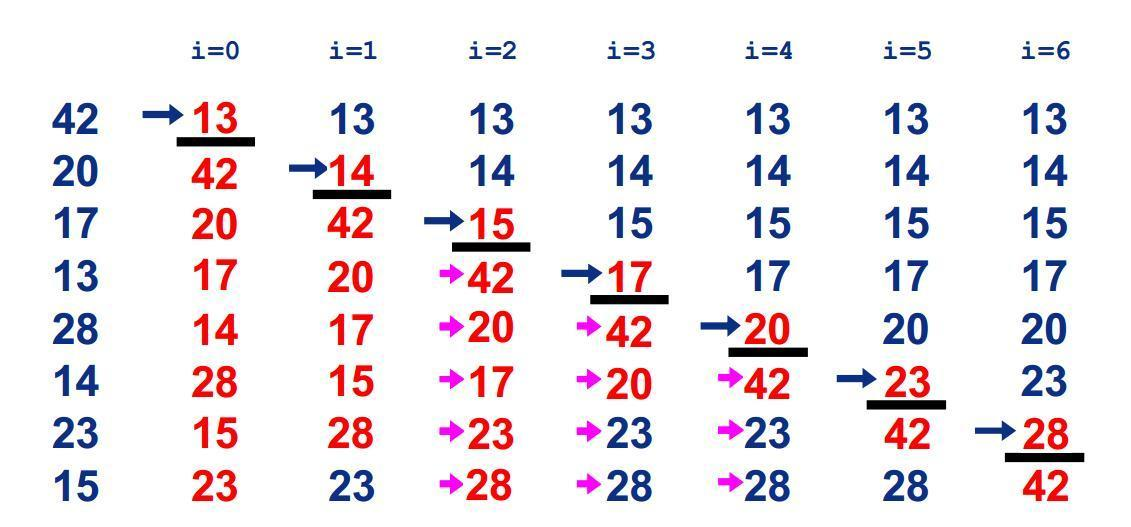 i=0 i=1 i=2 i=3 i=4 i=5 i=6
42 13 13 13 13 13 13 13
20 42 14 14 14 14 14 14
17 20 42 15 15 15 15 15
13 17 20 42 17 17 17 17
28 14 17 20 42 20 20 20
14 28 15 17 20 42 23 23
23 15 28 23 23 23 42 28
15 23 23 28 28 28 28 42